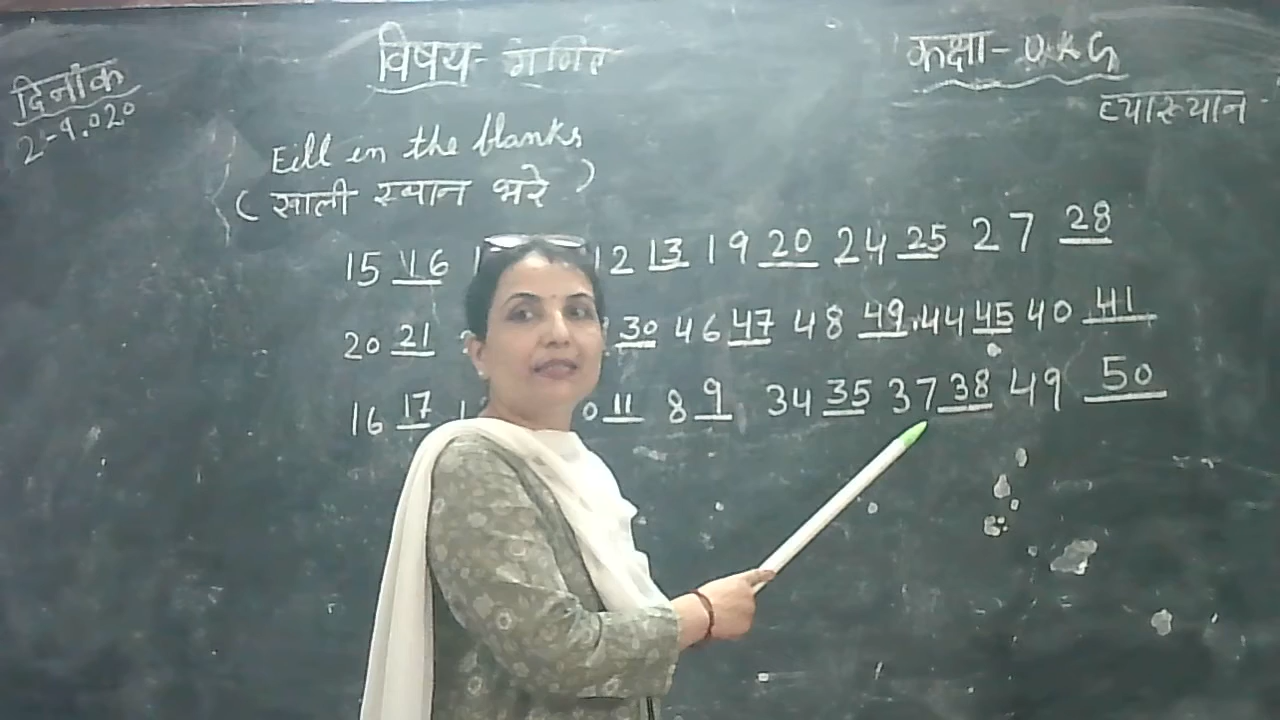 विषय- गणित
कक्षा- U.K.G
दिनांक
2-9.020
व्याख्यान
Fill in the blanks
( खाली स्थान भरे )
15 16 12 13 19 20 24 25 27 28
20 21 30 46 47 48 49 44 45 40 41
16 17 11 8 9 34 35 37 38 49 50